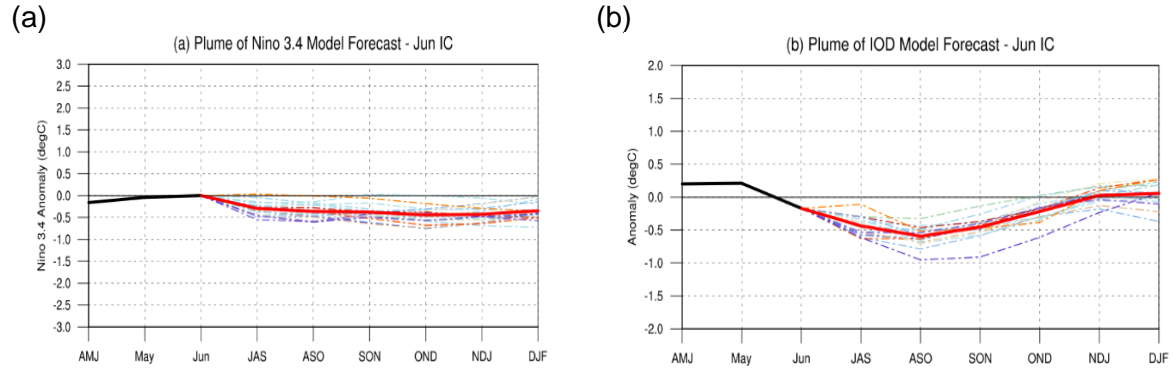 (a)
(a) Plume of Nino 3.4 Model Forecast - Jun IC
Nino 3.4 Anomaly (degC)
3.0
2.5
2.0
1.5
1.0
0.5
0.0
-0.5
-1.0
-1.5
-2.0
-2.5
-3.0
AMJ May Jun JAS ASO SON OND NDJ DJF
(b)
(b) Plume of IOD Model Forecast - Jun IC
Anomaly (degC)
2.0
1.5
1.0
0.5
0.0
-0.5
-1.0
-1.5
-2.0
AMJ May Jun JAS ASO SON OND NDJ DJF